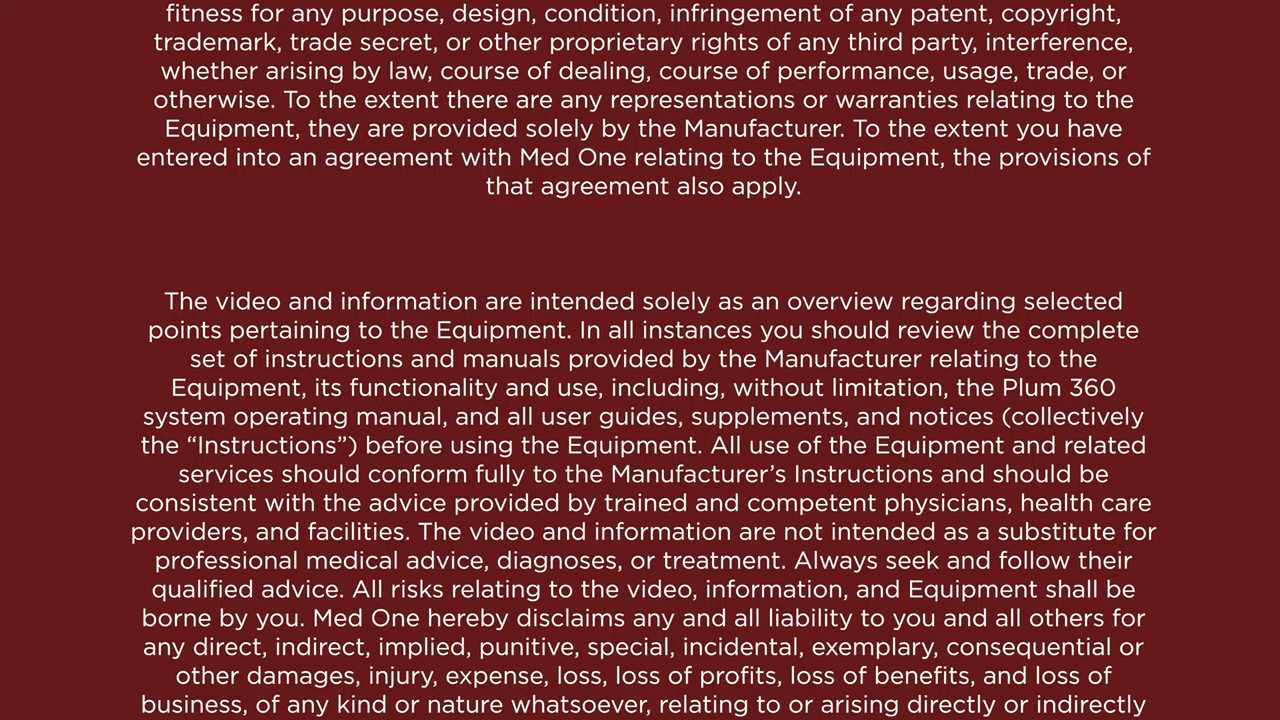 fitness for any purpose, design, condition, infringement of any patent, copyright,
trademark, trade secret, or other proprietary rights of any third party, interference,
whether arising by law, course of dealing, course of performance, usage, trade, or
otherwise. To the extent there are any representations or warranties relating to the
Equipment, they are provided solely by the Manufacturer. To the extent you have
entered into an agreement with Med One relating to the Equipment, the provisions of
that agreement also apply.
The video and information are intended solely as an overview regarding selected
points pertaining to the Equipment. In all instances you should review the complete
set of instructions and manuals provided by the Manufacturer relating to the
Equipment, its functionality and use, including, without limitation, the Plum 360
system operating manual, and all user guides, supplements, and notices (collectively
the “Instructions”) before using the Equipment. All use of the Equipment and related
services should conform fully to the Manufacturer’s Instructions and should be
consistent with the advice provided by trained and competent physicians, health care
providers, and facilities. The video and information are not intended as a substitute for
professional medical advice, diagnoses, or treatment. Always seek and follow their
qualified advice. All risks relating to the video, information, and Equipment shall be
borne by you. Med One hereby disclaims any and all liability to you and all others for
any direct, indirect, implied, punitive, special, incidental, exemplary, consequential or
other damages, injury, expense, loss, loss of profits, loss of benefits, and loss of
business, of any kind or nature whatsoever, relating to or arising directly or indirectly